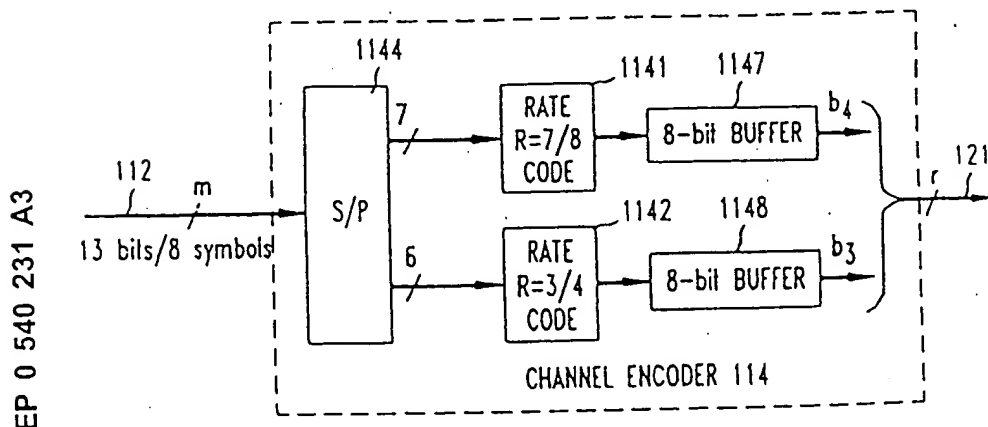 EP 0 540 231 A3
112
m
13 bits/8 symbols
1144
S/P
7
6
1141
RATE
R=7/8
CODE
1147
8-bit BUFFER
b4
1142
RATE
R=3/4
CODE
1148
8-bit BUFFER
b3
r
121
CHANNEL ENCODER 114